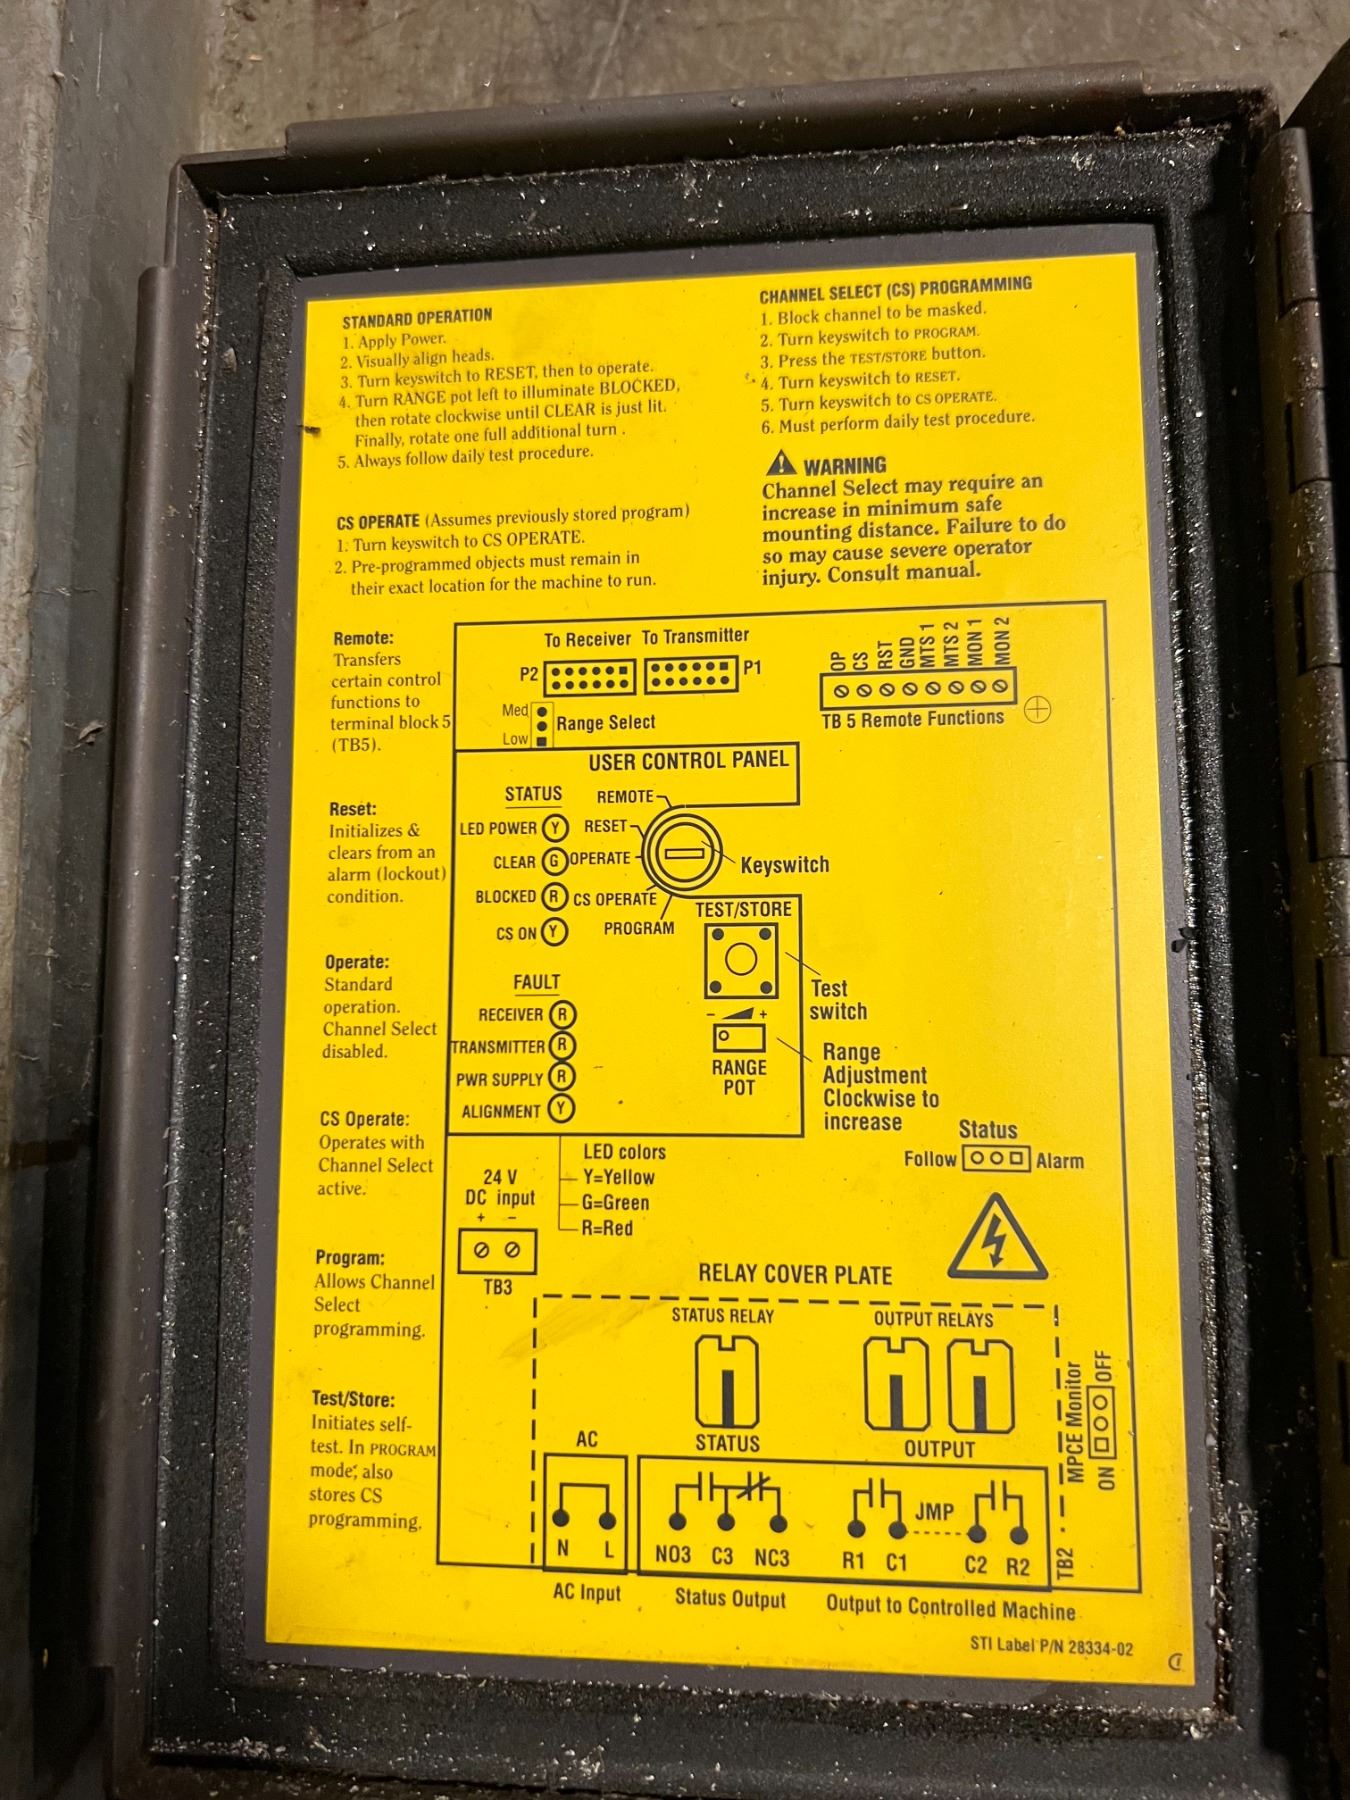 STANDARD OPERATION
1. Apply Power.
2. Visually align heads.
3. Turn keyswitch to RESET, then to operate.
4. Turn RANGE pot left to illuminate BLOCKED,
then rotate clockwise until CLEAR is just lit.
Finally, rotate one full additional turn .
5. Always follow daily test procedure.
CS OPERATE (Assumes previously stored program)
1. Turn keyswitch to CS OPERATE.
2. Pre-programmed objects must remain in
their exact location for the machine to run.
CHANNEL SELECT (CS) PROGRAMMING
1. Block channel to be masked.
2. Turn keyswitch to PROGRAM.
3. Press the TEST/STORE button.
4. Turn keyswitch to RESET.
5. Turn keyswitch to CS OPERATE.
6. Must perform daily test procedure.
WARNING
Channel Select may require an
increase in minimum safe
mounting distance. Failure to do
so may cause severe operator
injury. Consult manual.
Remote:
Transfers
certain control
functions to
terminal block 5
(TB5).
Reset:
Initializes &
clears from an
alarm (lockout)
condition.
Operate:
Standard
operation.
Channel Select
disabled.
CS Operate:
Operates with
Channel Select
active.
Program:
Allows Channel
Select
programming.
Test/Store:
Initiates self-
test. In PROGRAM
mode, also
stores CS
programming.
To Receiver To Transmitter
P2 P1
Med
Range Select
Low
OP
CS
RST
GND
MTS 1
MTS 2
MON 1
MON 2
TB 5 Remote Functions
USER CONTROL PANEL
STATUS
LED POWER Y
CLEAR G
BLOCKED R
CS ON Y
REMOTE
RESET
OPERATE
CS OPERATE
PROGRAM
Keyswitch
TEST/STORE
Test
switch
FAULT
RECEIVER R
TRANSMITTER R
PWR SUPPLY R
ALIGNMENT Y
- +
RANGE
POT
Range
Adjustment
Clockwise to
increase
LED colors
Y=Yellow
G=Green
R=Red
24 V
DC input
+ -
TB3
Status
Follow Alarm
RELAY COVER PLATE
STATUS RELAY
OUTPUT RELAYS
STATUS
OUTPUT
MPCE Monitor
ON OFF
AC
N L
NO3 C3 NC3
R1 C1 JMP C2 R2
TB2
AC Input
Status Output
Output to Controlled Machine
STI Label P/N 28334-02